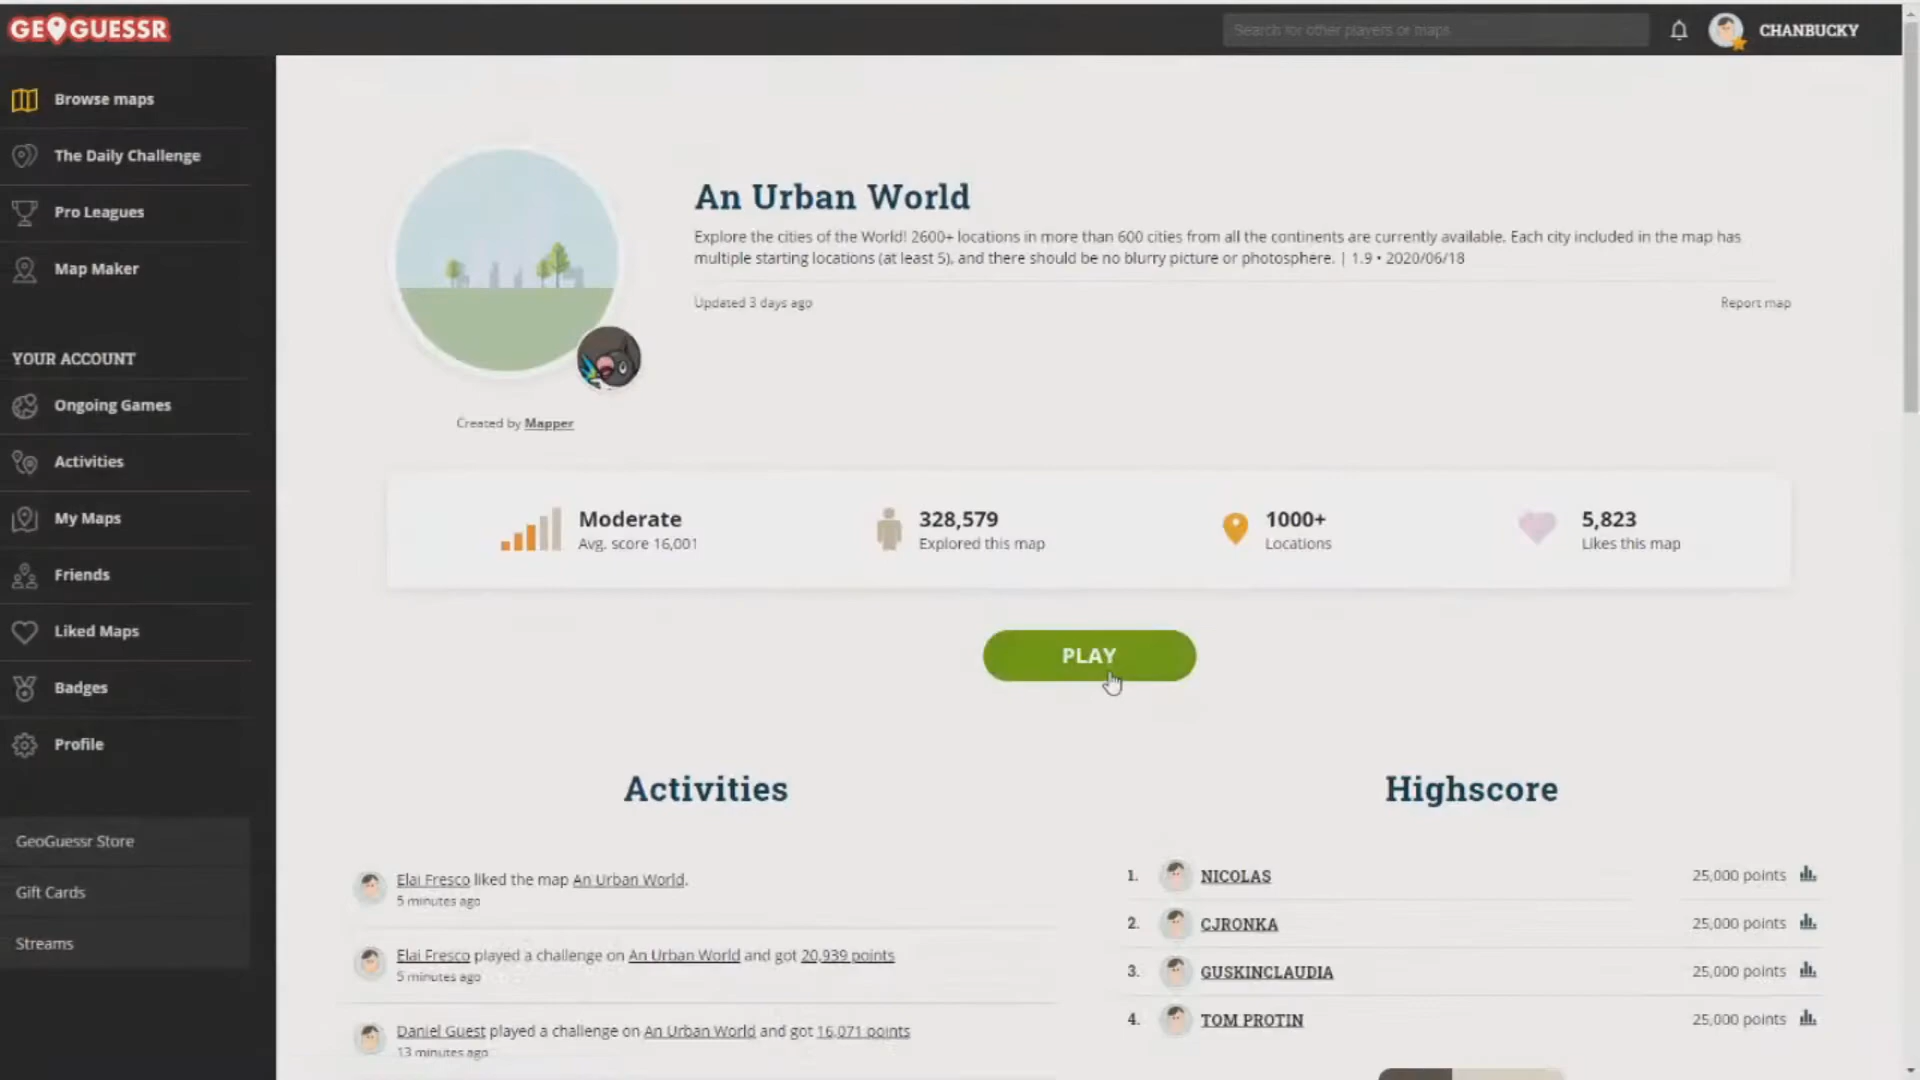 GEOGUESSR
Search for other players or maps
CHANBUCKY
Browse maps
The Daily Challenge
Pro Leagues
Map Maker
YOUR ACCOUNT
Ongoing Games
Activities
My Maps
Friends
Liked Maps
Badges
Profile
GeoGuessr Store
Gift Cards
Streams
An Urban World
Explore the cities of the World! 2600+ locations in more than 600 cities from all the continents are currently available. Each city included in the map has
multiple starting locations (at least 5), and there should be no blurry picture or photosphere. | 1.9 • 2020/06/18
Updated 3 days ago
Report map
Created by Mapper
Moderate
Avg. score 16,001
328,579
Explored this map
1000+
Locations
5,823
Likes this map
PLAY
Activities
Elai Fresco liked the map An Urban World.
5 minutes ago
Elai Fresco played a challenge on An Urban World and got 20,939 points
5 minutes ago
Daniel Guest played a challenge on An Urban World and got 16,071 points
13 minutes ago
Highscore
1. NICOLAS 25,000 points
2. CJRONKA 25,000 points
3. GUSKINCLAUDIA 25,000 points
4. TOM PROTIN 25,000 points